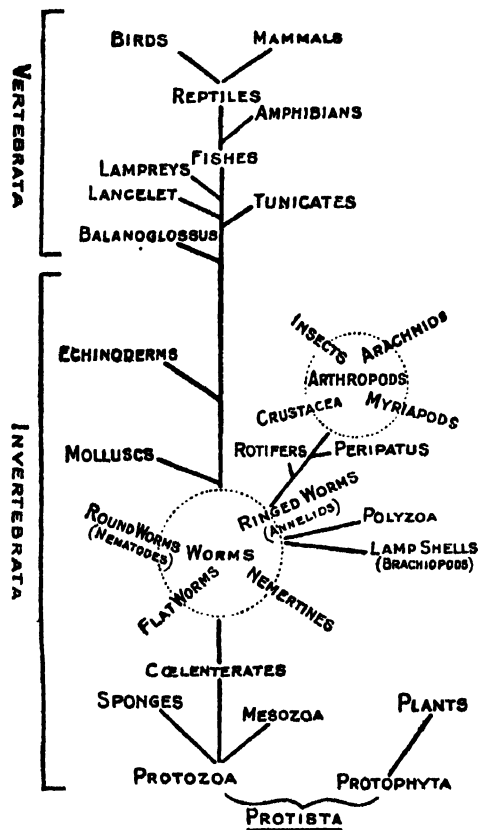 BIRDS
MAMMALS
REPTILES
AMPHIBIANS
FISHES
LAMPREYS
LANCELET
TUNICATES
BALANOGLOSSUS
VERTEBRATA
INSECTS
ARACHNIDS
ARTHROPODS
CRUSTACEA
MYRIAPODS
ECHINODERMS
ROTIFERS
PERIPATUS
MOLLUSCS
RINGED WORMS
(ANNELIDS)
ROUND WORMS
(NEMATODES)
WORMS
POLYZOA
LAMP SHELLS
(BRACHIOPODS)
FLAT WORMS
NEMERTINES
INVERTEBRATA
CŒLENTERATES
SPONGES
MESOZOA
PLANTS
PROTOZOA
PROTOPHYTA
PROTISTA